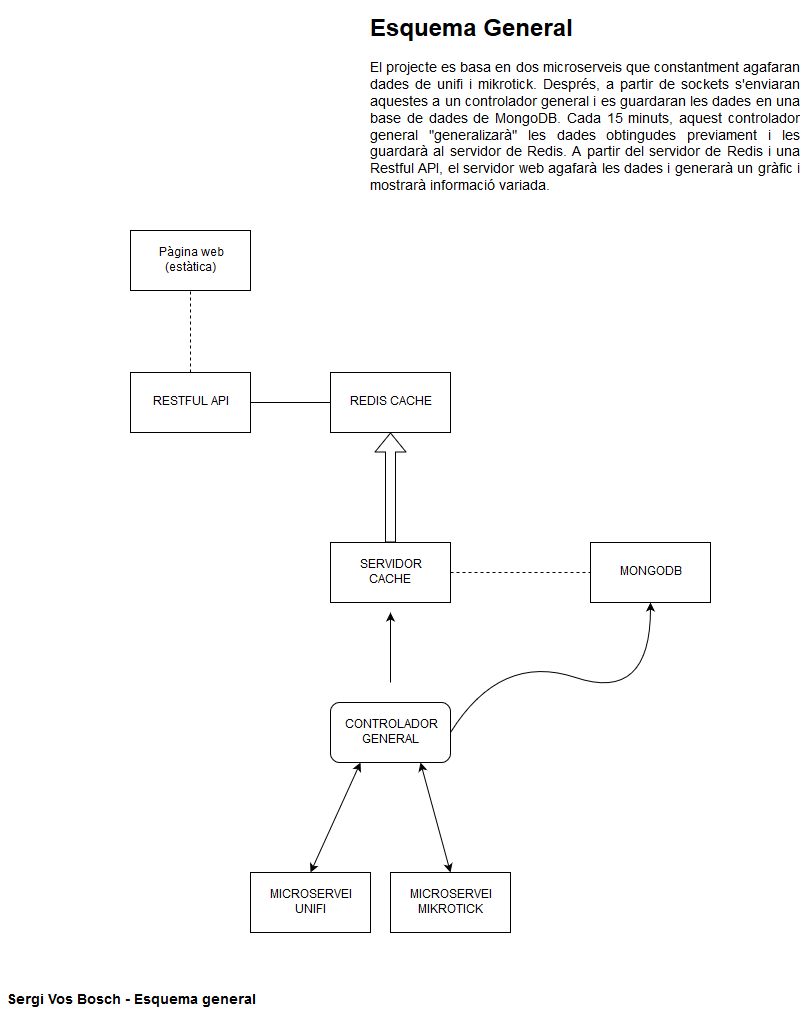 Esquema General
El projecte es basa en dos microserveis que constantment agafaran
dades de unifi i mikrotick. Després, a partir de sockets s'enviaran
aquestes a un controlador general i es guardaran les dades en una
base de dades de MongoDB. Cada 15 minuts, aquest controlador
general "generalizarà" les dades obtingudes previament i les
guardarà al servidor de Redis. A partir del servidor de Redis i una
Restful API, el servidor web agafarà les dades i generarà un gràfic i
mostrarà informació variada.
Pàgina web
(estàtica)
RESTFUL API
REDIS CACHE
SERVIDOR
CACHE
MONGODB
CONTROLADOR
GENERAL
MICROSERVEI
UNIFI
MICROSERVEI
MIKROTICK
Sergi Vos Bosch - Esquema general